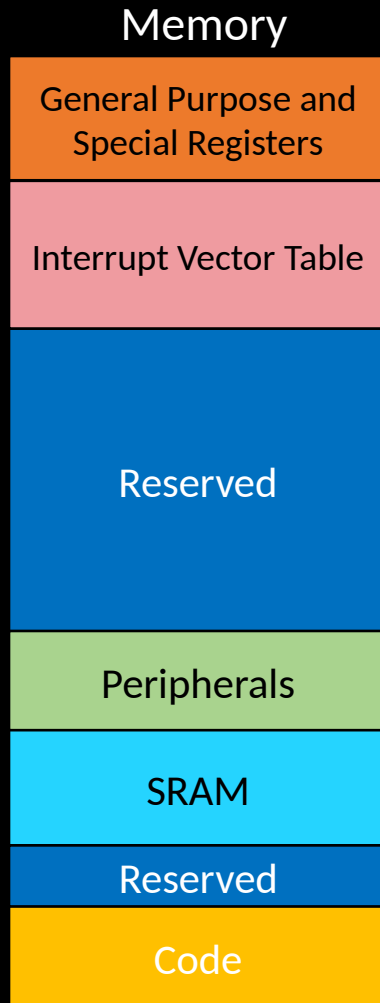 Memory
General Purpose and
Special Registers
Interrupt Vector Table
Reserved
Peripherals
SRAM
Reserved
Code